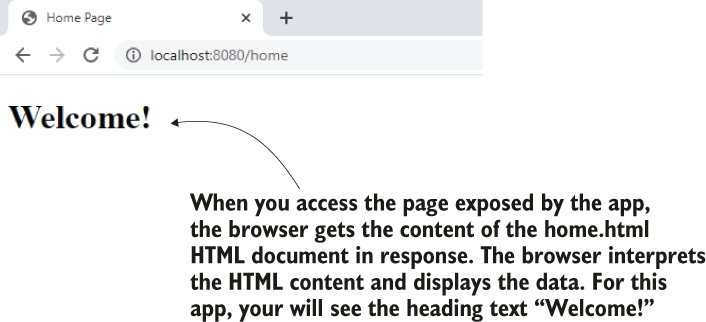 Home Page
localhost:8080/home
Welcome!
When you access the page exposed by the app,
the browser gets the content of the home.html
HTML document in response. The browser interprets
the HTML content and displays the data. For this
app, your will see the heading text “Welcome!”